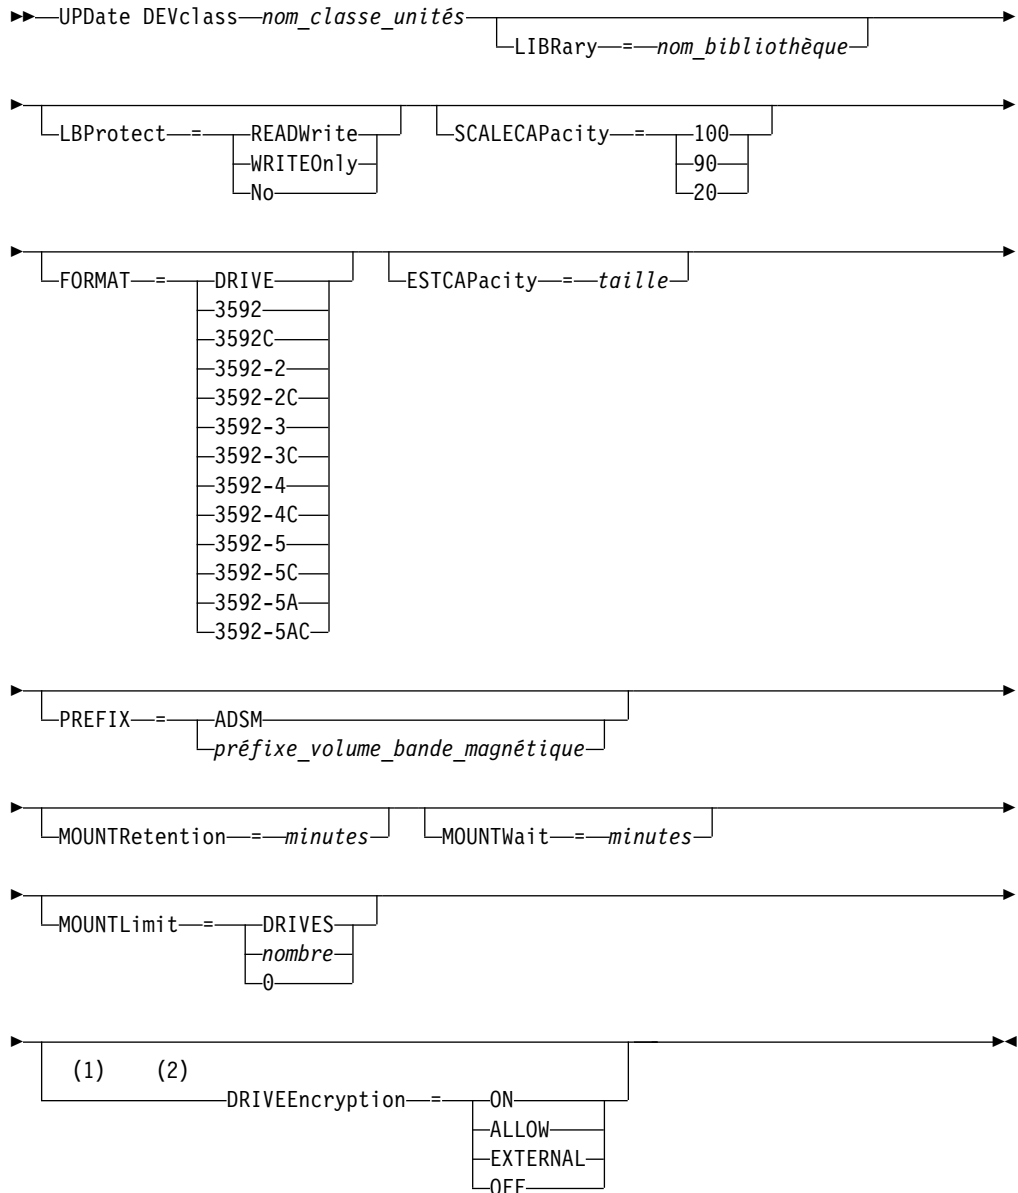 UPDate DEVclass nom_classe_unités
LIBRary = nom_bibliothèque
LBProtect = READWrite SCALECAPacity = 100
WRITEOnly 90
No 20
FORMAT = DRIVE ESTCAPacity = taille
3592
3592C
3592-2
3592-2C
3592-3
3592-3C
3592-4
3592-4C
3592-5
3592-5C
3592-5A
3592-5AC
PREFIX = ADSM
préfixe_volume_bande_magnétique
MOUNTRetention = minutes MOUNTWait = minutes
MOUNTLimit = DRIVES
nombre
0
(1) (2)
DRIVEEncryption = ON
ALLOW
EXTERNAL
OFF